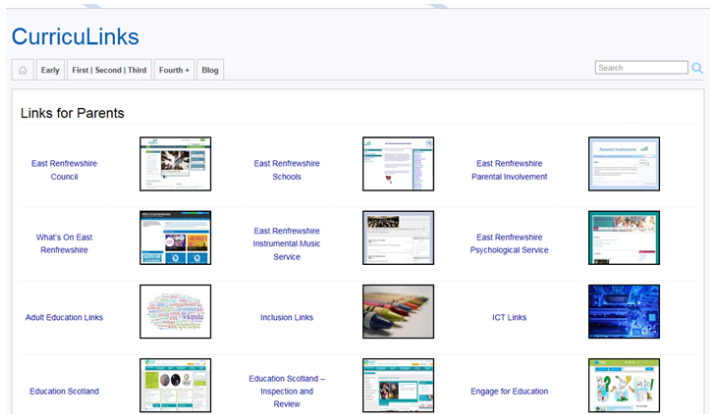 CurricuLinks
Early
First | Second | Third
Fourth +
Blog
Search
Links for Parents
East Renfrewshire
Council
East Renfrewshire
Schools
East Renfrewshire
Parental Involvement
What's On East
Renfrewshire
East Renfrewshire
Instrumental Music
Service
East Renfrewshire
Psychological Service
Adult Education Links
Inclusion Links
ICT Links
Education Scotland
Education Scotland –
Inspection and
Review
Engage for Education